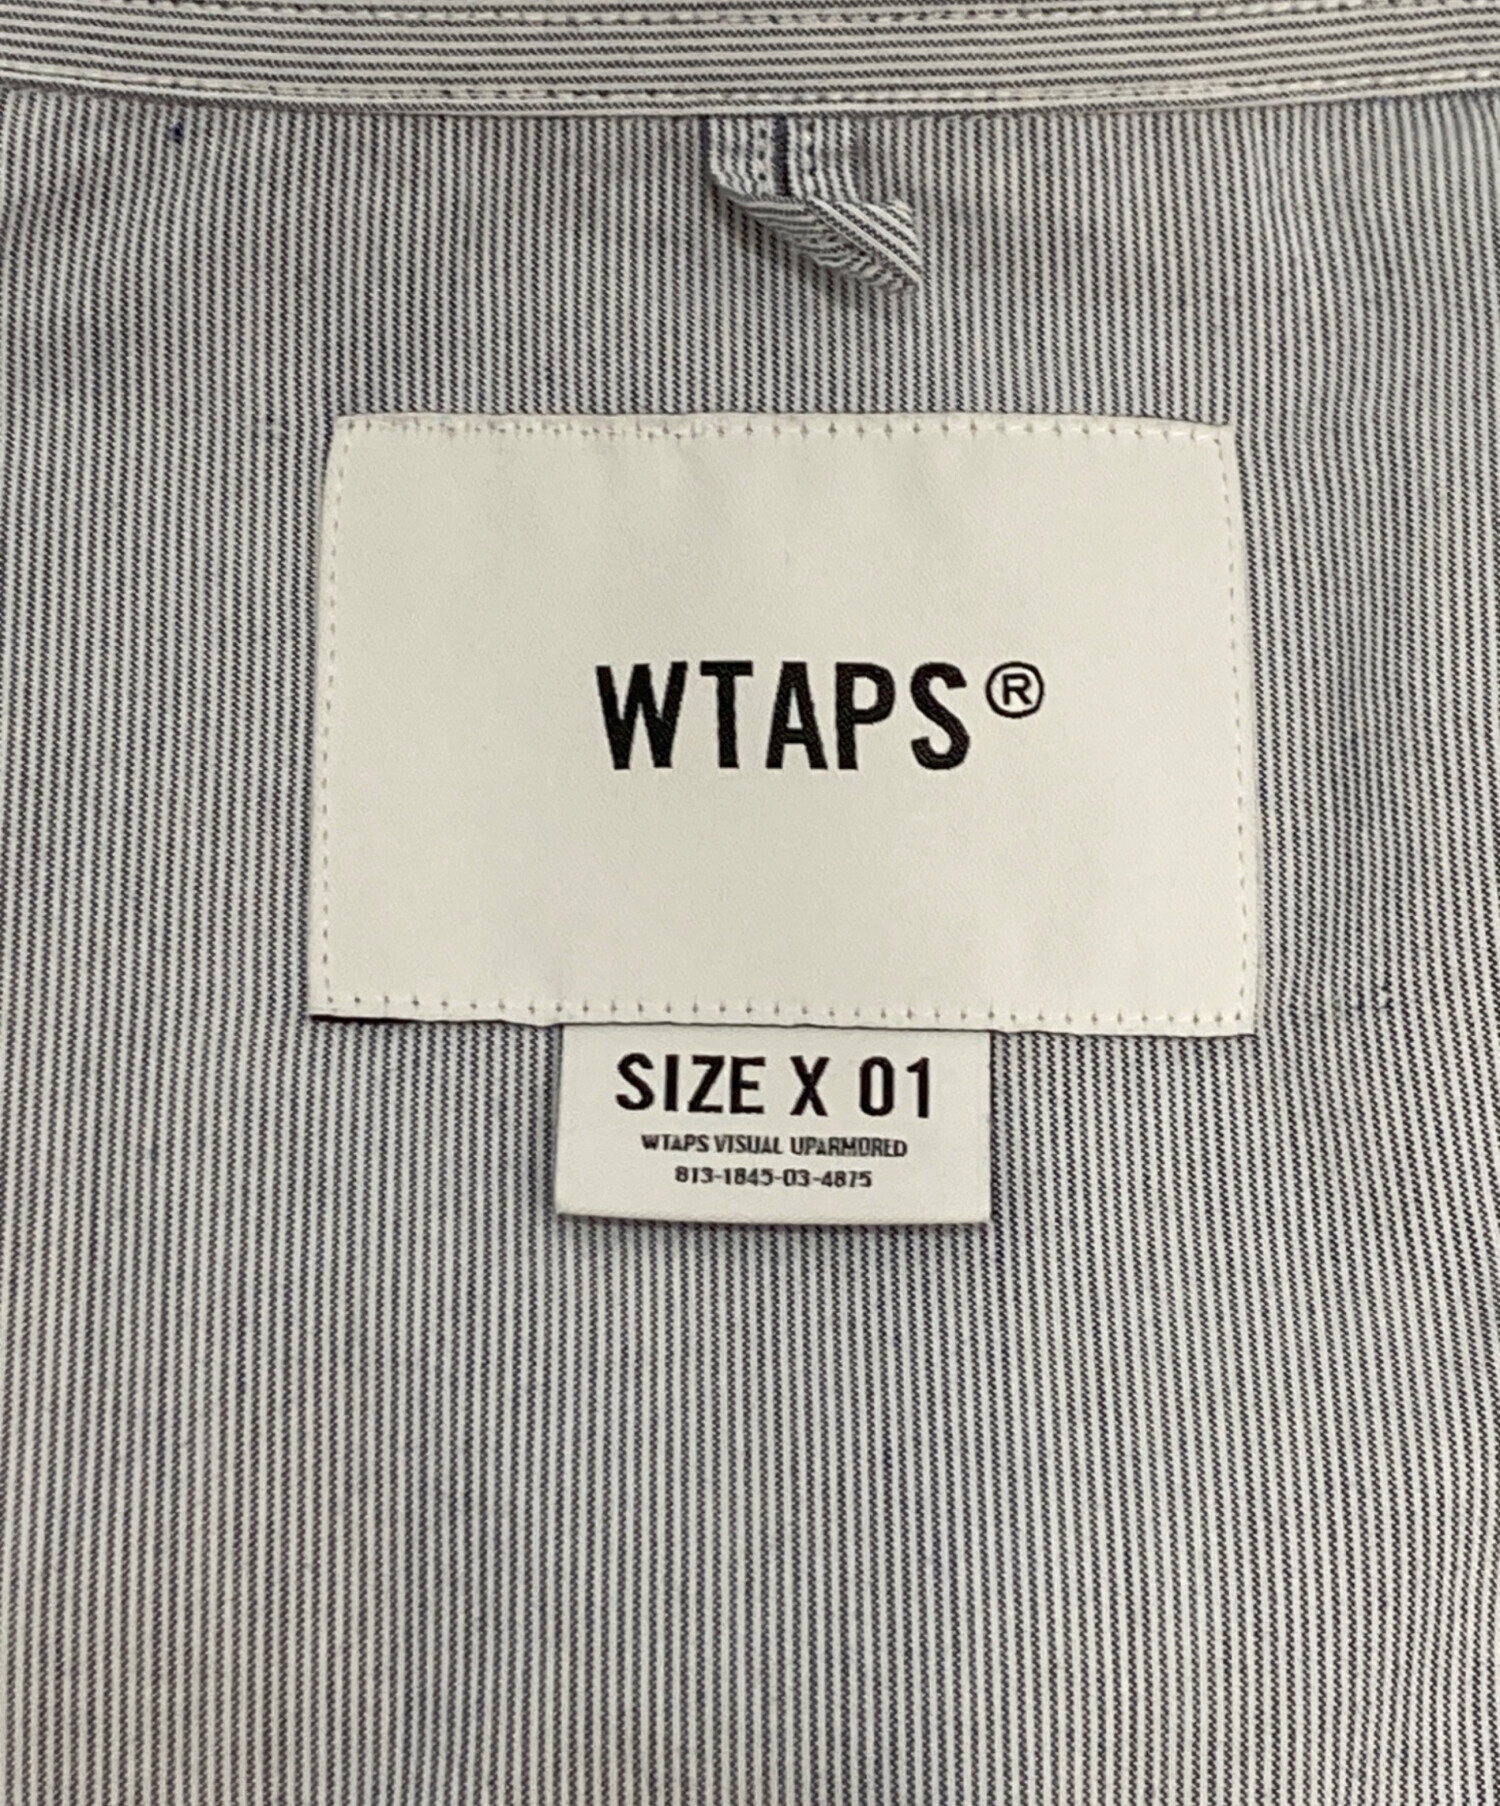 WTAPS®
SIZE X 01
WTAPS VISUAL UPARMORED
813-1845-03-4875